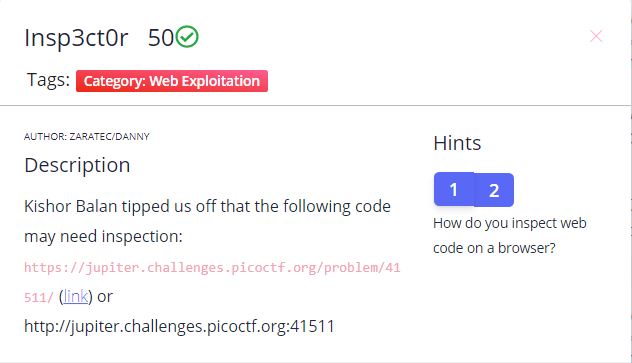 Insp3ct0r 50
Tags: Category: Web Exploitation
AUTHOR: ZARATEC/DANNY
Description
Kishor Balan tipped us off that the following code
may need inspection:
https://jupiter.challenges.picoctf.org/problem/41
511/ (link) or
http://jupiter.challenges.picoctf.org:41511
Hints
1 2
How do you inspect web
code on a browser?